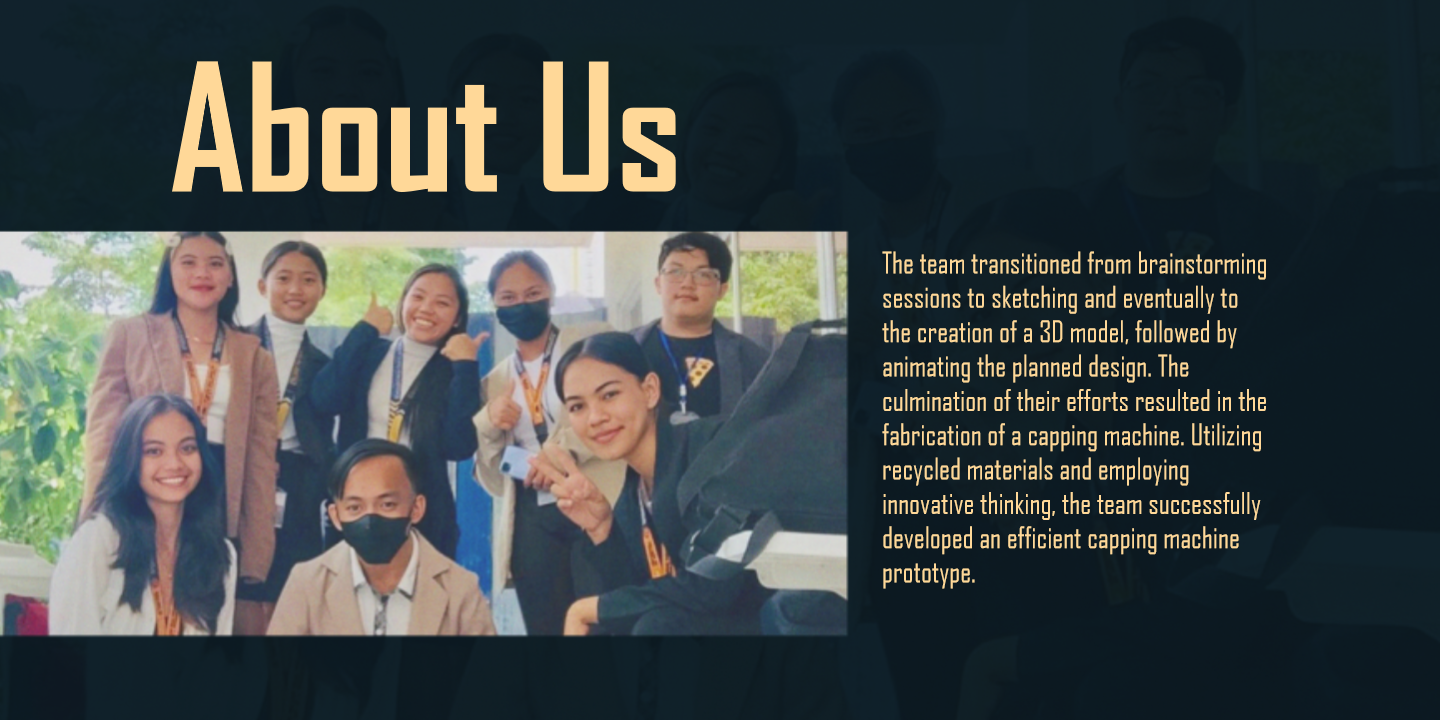 About Us
The team transitioned from brainstorming
sessions to sketching and eventually to
the creation of a 3D model, followed by
animating the planned design. The
culmination of their efforts resulted in the
fabrication of a capping machine. Utilizing
recycled materials and employing
innovative thinking, the team successfully
developed an efficient capping machine
prototype.